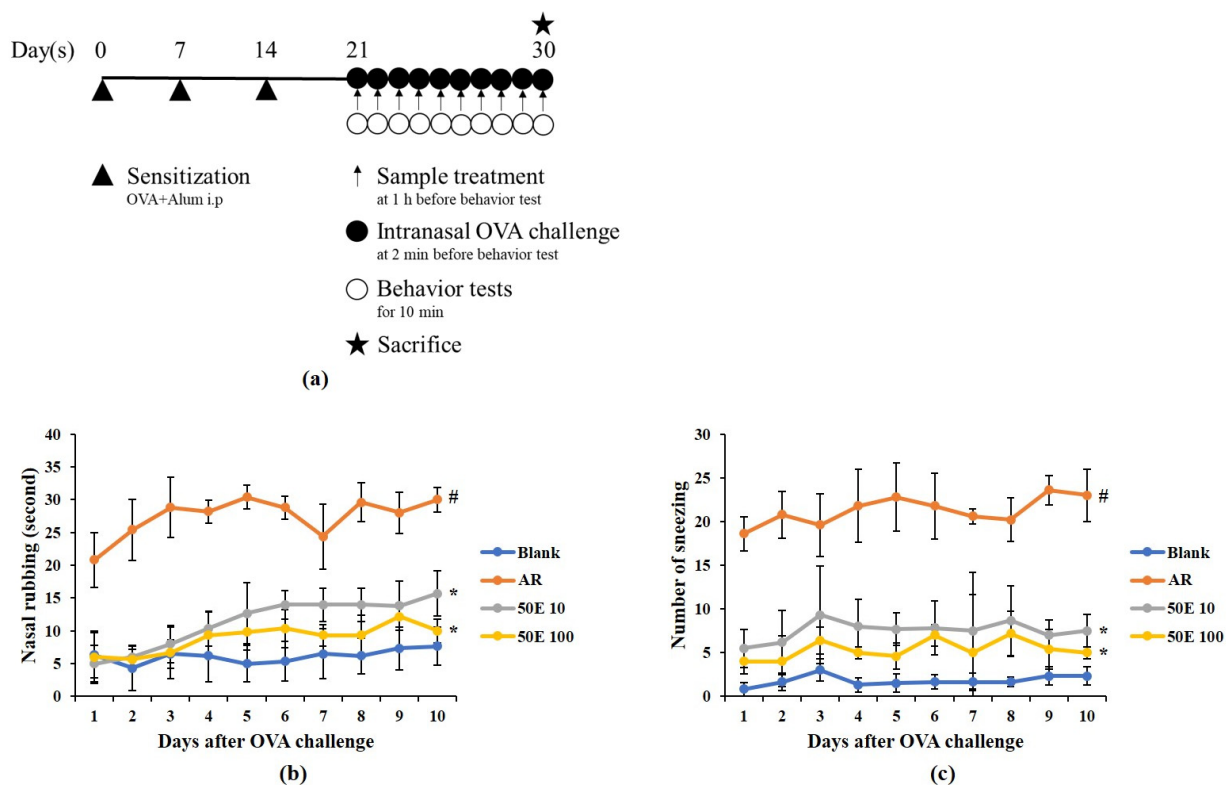 Day(s) 0 7 14 21 30
Sensitization
OVA+Alum i.p
Sample treatment
at 1 h before behavior test
Intranasal OVA challenge
at 2 min before behavior test
Behavior tests
for 10 min
Sacrifice
(a)
Nasal rubbing (second)
40
35
30
25
20
15
10
5
0
1 2 3 4 5 6 7 8 9 10
Days after OVA challenge
#
*
*
Blank
AR
50E 10
50E 100
(b)
Number of sneezing
30
25
20
15
10
5
0
1 2 3 4 5 6 7 8 9 10
Days after OVA challenge
#
*
*
Blank
AR
50E 10
50E 100
(c)